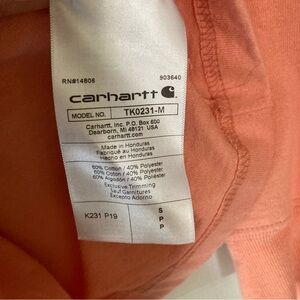 RN#14806 903640
carhartt
MODEL NO. TK0231-M
Carhartt, Inc. P.O. Box 600
Dearborn, MI 48121 USA
carhartt.com
Made in Honduras
Fabriqué au Honduras
Hecho en Honduras
60% Cotton / 40% Polyester
60% Coton / 40% Polyester
60% Algodon / 40% Poliéster
Exclusive Trimming
Sauf Garnitures
Excepto Adorno
K231 P19
S
P
P